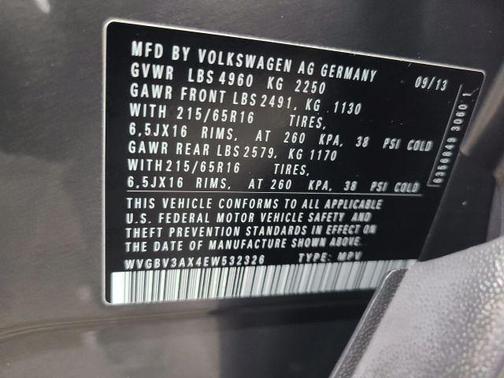 MFD BY VOLKSWAGEN AG GERMANY 09/13
GVWR LBS 4960 KG 2250
GAWR FRONT LBS 2491, KG 1130
WITH 215/65R16 TIRES,
6,5JX16 RIMS, AT 260 KPA, 38 PSI COLD
GAWR REAR LBS 2579, KG 1170
WITH 215/65R16 TIRES,
6,5JX16 RIMS, AT 260 KPA, 38 PSI COLD
THIS VEHICLE CONFORMS TO ALL APPLICABLE
U.S. FEDERAL MOTOR VEHICLE SAFETY AND
THEFT PREVENTION STANDARDS IN EFFECT ON THE
DATE OF MANUFACTURE SHOWN ABOVE.
WVGBV3AX4EW532326 TYPE: MPV